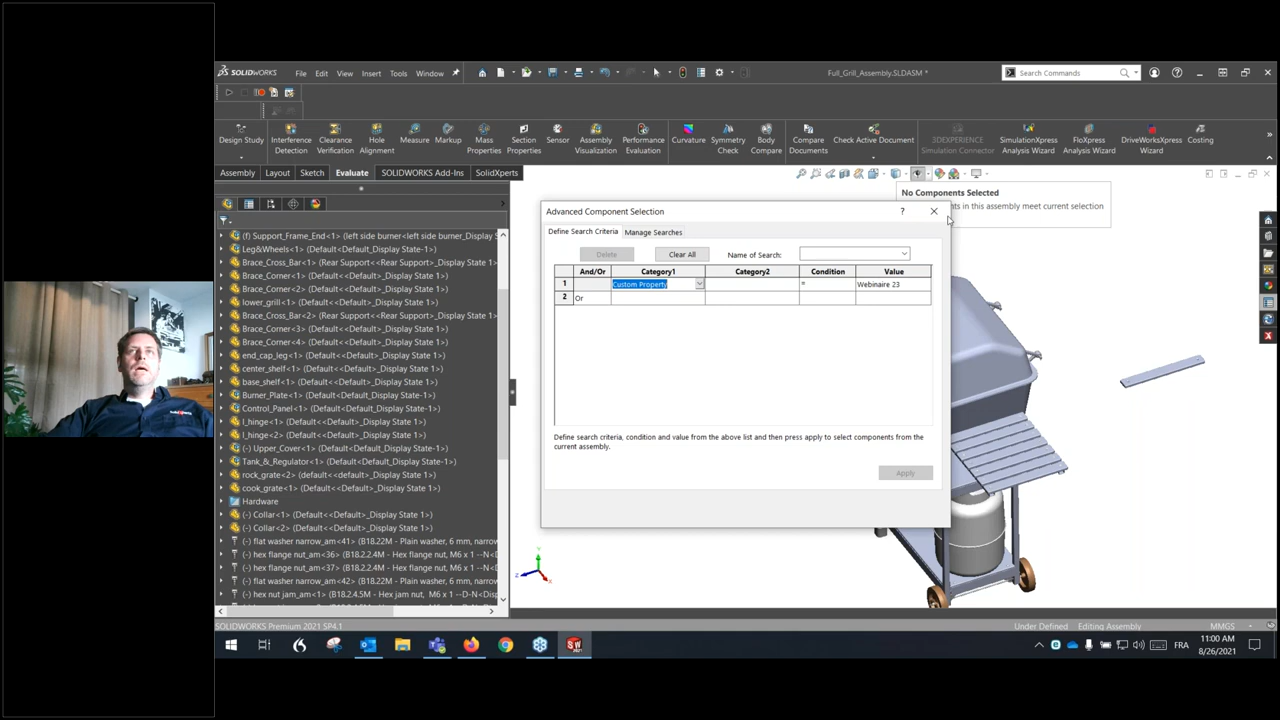 SOLIDWORKS File Edit View Insert Tools Window Full_Grill_Assembly.SLDASM * Search Commands
Design Study Interference Detection Clearance Verification Hole Alignment Measure Markup Mass Properties Section Properties Sensor Assembly Visualization Performance Evaluation Curvature Symmetry Check Body Compare Compare Documents Check Active Document 3DEXPERIENCE Simulation Connector SimulationXpress Analysis Wizard FloXpress Analysis Wizard DriveWorksXpress Wizard Costing
Assembly Layout Sketch Evaluate SOLIDWORKS Add-Ins SolidXperts
No Components Selected
nts in this assembly meet current selection
Advanced Component Selection
Define Search Criteria Manage Searches
Delete Clear All Name of Search:
And/Or Category1 Category2 Condition Value
1 Custom Property = Webinaire 23
2 Or
Define search criteria, condition and value from the above list and then press apply to select components from the
current assembly.
Apply
(f) Support_Frame_End<1> (left side burner<left side burner_Display S
Leg&Wheels<1> (Default<Default_Display State-1>)
Brace_Cross_Bar<1> (Rear Support<<Rear Support>_Display State
Brace_Corner<1> (Default<<Default>_Display State 1>)
Brace_Corner<2> (Default<<Default>_Display State 1>)
lower_grill<1> (Default<<Default>_Display State 1>)
Brace_Cross_Bar<2> (Rear Support<<Rear Support>_Display State
Brace_Corner<3> (Default<<Default>_Display State 1>)
Brace_Corner<4> (Default<<Default>_Display State 1>)
end_cap_leg<1> (Default<<Default>_Display State 1>)
center_shelf<1> (Default<<Default>_Display State 1>)
base_shelf<1> (Default<<Default>_Display State 1>)
Burner_Plate<1> (Default<Default_Display State-1>)
Control_Panel<1> (Default<Default_Display State-1>)
l_hinge<1> (Default<<Default>_Display State 1>)
l_hinge<2> (Default<<Default>_Display State 1>)
(-) Upper_Cover<1> (Default<Default_Display State-1>)
Tank_& Regulator<1> (Default<Default_Display State-1>)
rock_grate<2> (Default<<Default>_Display State 1>)
cook_grate<1> (Default<<Default>_Display State 1>)
Hardware
(-) Collar<1> (Default<<Default>_Display State 1>)
(-) Collar<2> (Default<<Default>_Display State 1>)
(-) flat washer narrow_am<41> (B18.22M - Plain washer, 6 mm, narrow
(-) hex flange nut_am<36> (B18.2.2.4M - Hex flange nut, M6 x 1 --N<D
(-) hex flange nut_am<37> (B18.2.2.4M - Hex flange nut, M6 x 1 --N<D
(-) flat washer narrow_am<42> (B18.22M - Plain washer, 6 mm, narrow
(-) hex nut jam_am<1> (B18.2.4.5M - Hex jam nut, M6 x 1 --D-N<Disp
SOLIDWORKS Premium 2021 SP4.1 Under Defined Editing Assembly MMGS
FRA 11:00 AM
8/26/2021